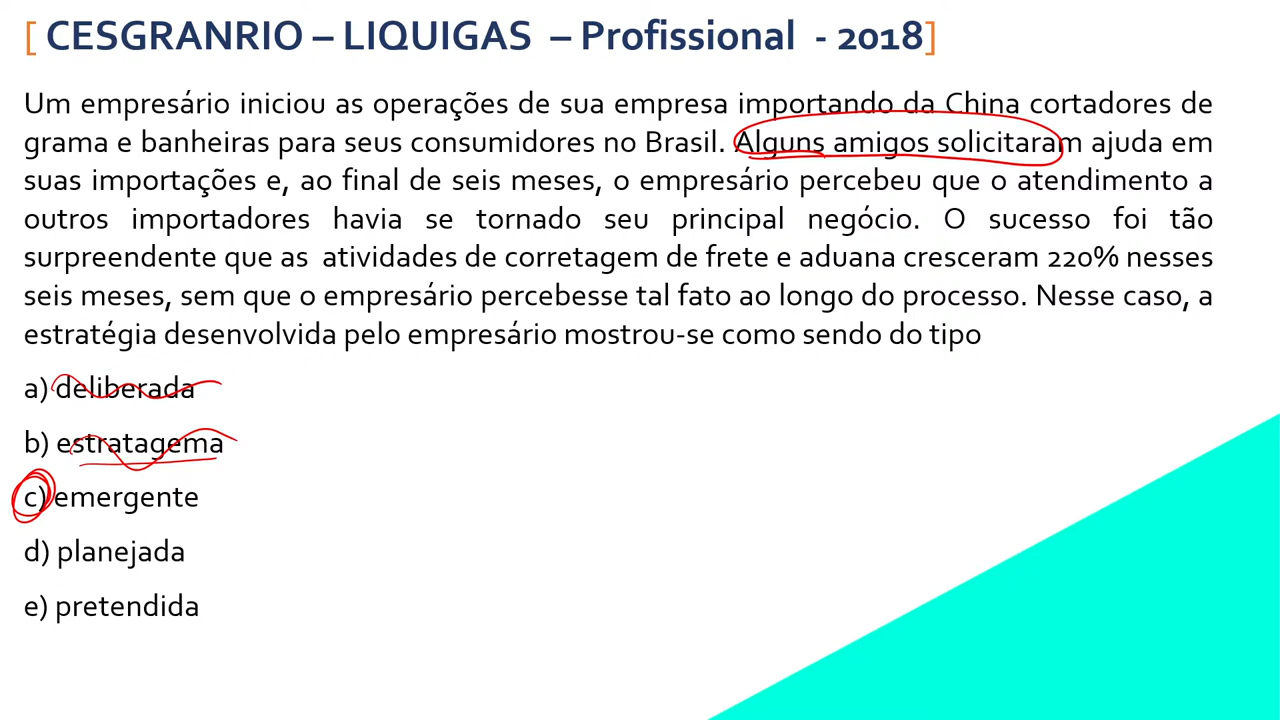 [ CESGRANRIO – LIQUIGAS – Profissional - 2018]
Um empresário iniciou as operações de sua empresa importando da China cortadores de
grama e banheiras para seus consumidores no Brasil. Alguns amigos solicitaram ajuda em
suas importações e, ao final de seis meses, o empresário percebeu que o atendimento a
outros importadores havia se tornado seu principal negócio. O sucesso foi tão
surpreendente que as atividades de corretagem de frete e aduana cresceram 220% nesses
seis meses, sem que o empresário percebesse tal fato ao longo do processo. Nesse caso, a
estratégia desenvolvida pelo empresário mostrou-se como sendo do tipo
a) deliberada
b) estratagema
c) emergente
d) planejada
e) pretendida